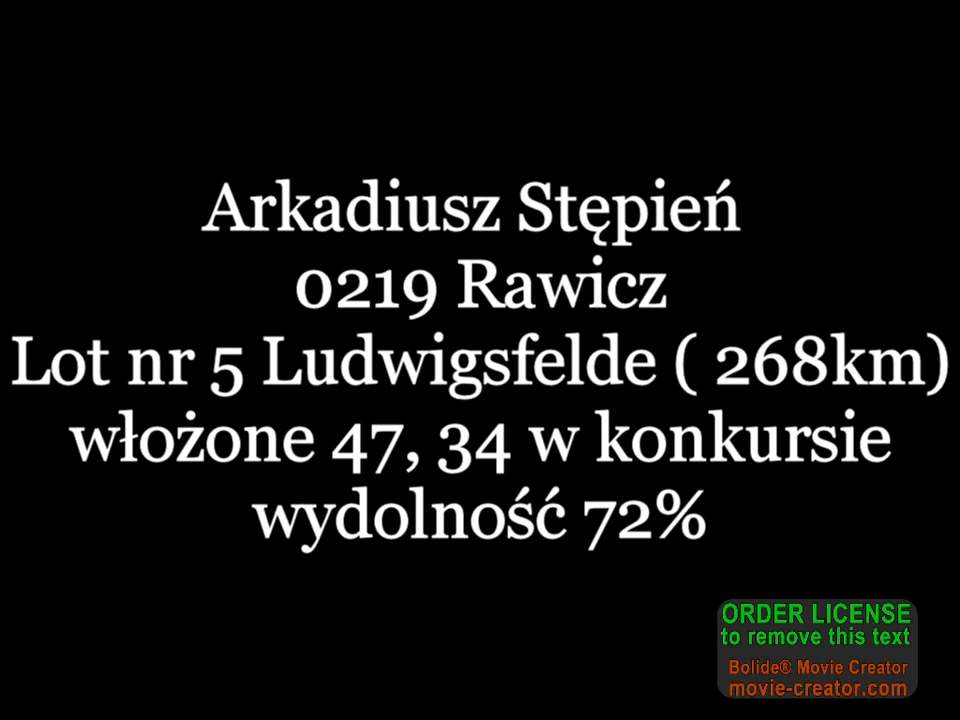 Arkadiusz Stępień
0219 Rawicz
Lot nr 5 Ludwigsfelde ( 268km)
włożone 47, 34 w konkursie
wydolność 72%
ORDER LICENSE
to remove this text
Bolide® Movie Creator
movie-creator.com